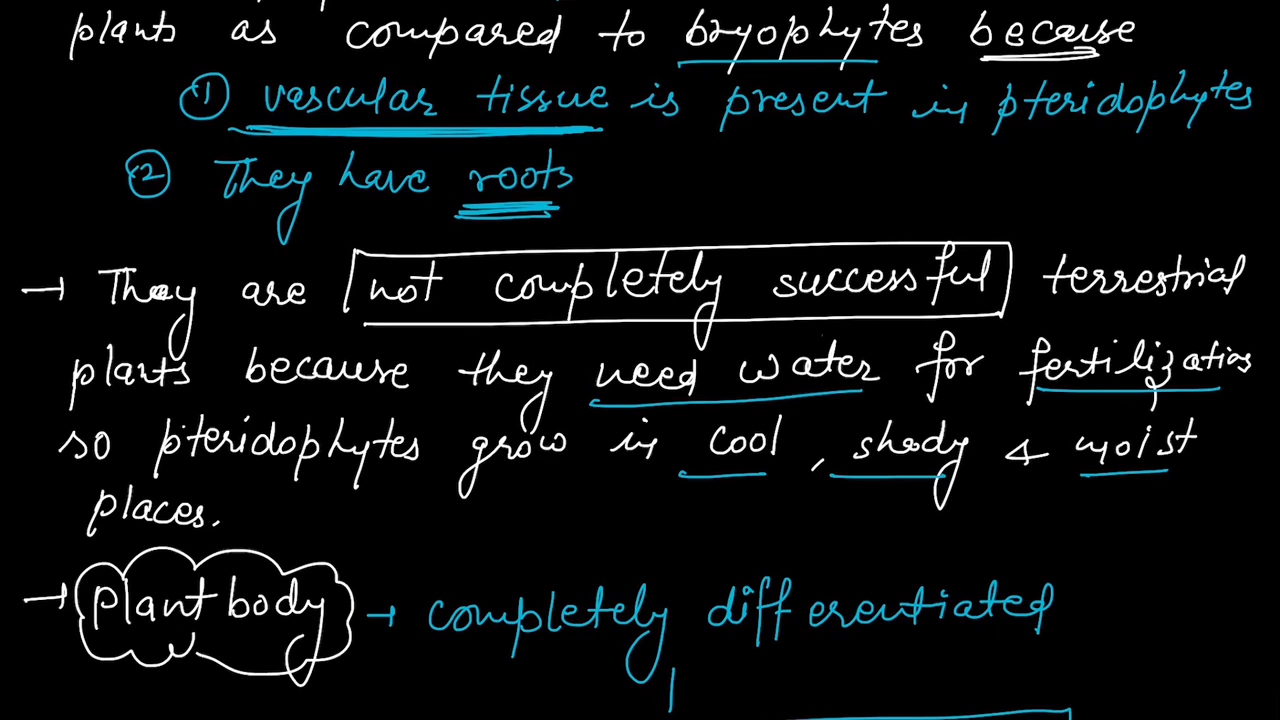 plants as compared to bryophytes because
① vascular tissue is present in pteridophytes
② They have roots
→ They are not completely successful terrestrial
plants because they need water for fertilization
so pteridophytes grow in cool, shady & moist
places.
→ plant body → completely differentiated